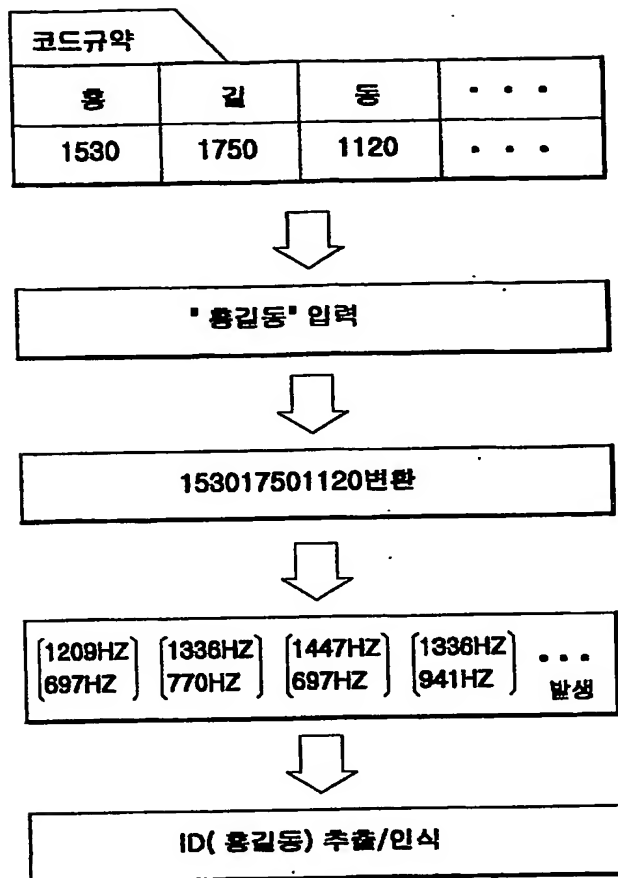 코드규약
홍 길 동 • • •
1530 1750 1120 • • •
"홍길동" 입력
153017501120변환
1209HZ 1336HZ 1447HZ 1336HZ • • •
697HZ 770HZ 697HZ 941HZ 발생
ID( 홍길동) 추출/인식